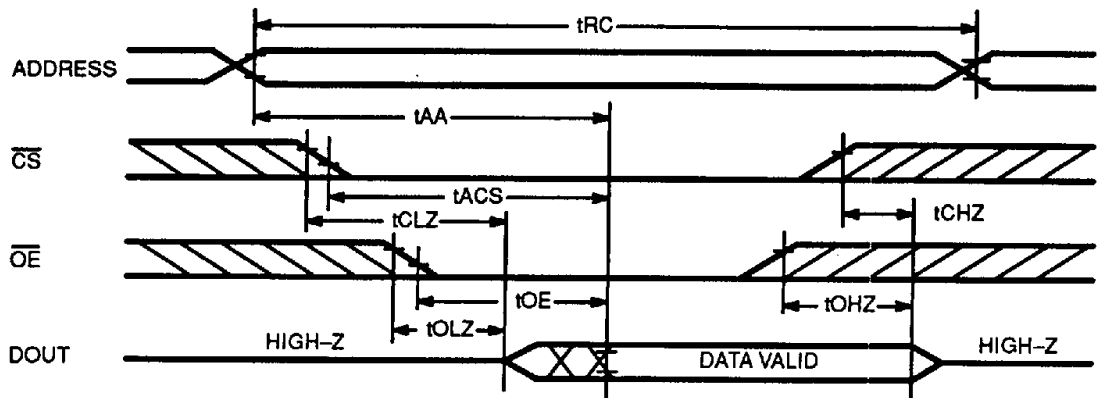 tRC
ADDRESS
tAA
CS
tACS
tCLZ
tCHZ
OE
tOE
tOHZ
tOLZ
DOUT
HIGH–Z
DATA VALID
HIGH–Z